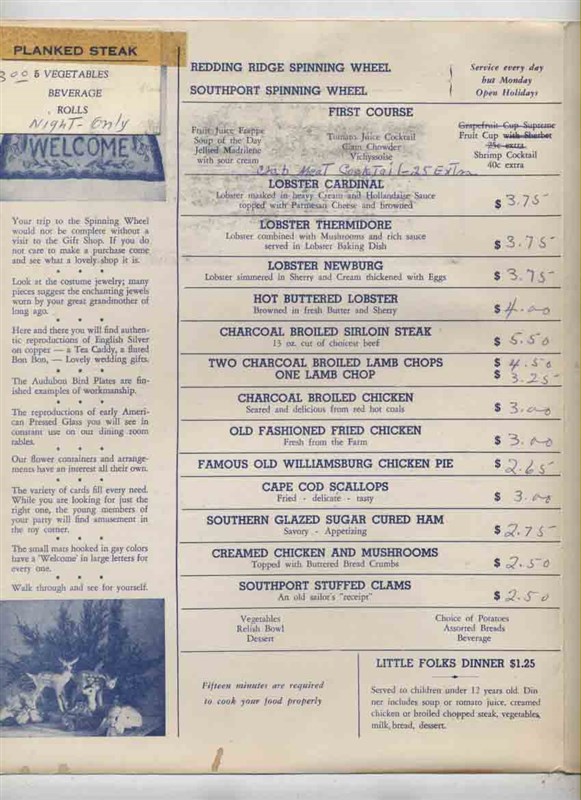 PLANKED STEAK
5 VEGETABLES
BEVERAGE
ROLLS
Night- Only
WELCOME
Your trip to the Spinning Wheel
would not be complete without a
visit to the Gift Shop. If you do
not care to make a purchase come
and see what a lovely shop it is.
* * *
Look at the costume jewelry; many
pieces suggest the enchanting jewels
worn by your great grandmother of
long ago.
* * *
Here and there you will find authen-
tic reproductions of English Silver
on copper — a Tea Caddy, a fluted
Bon Bon, — Lovely wedding gifts.
* * *
The Audubon Bird Plates are fin-
ished examples of workmanship.
* * *
The reproductions of early Ameri-
can Pressed Glass you will see in
constant use on our dining room
tables.
* * *
Our flower containers and arrange-
ments have an interest all their own.
* * *
The variety of cards fill every need.
While you are looking for just the
right one, the young members of
your party will find amusement in
the toy corner.
* * *
The small mats hooked in gay colors
have a 'Welcome' in large letters for
every one.
* * *
Walk through and see for yourself.
REDDING RIDGE SPINNING WHEEL
SOUTHPORT SPINNING WHEEL
Service every day
but Monday
Open Holidays
FIRST COURSE
Fruit Juice Frappe
Soup of the Day
Jellied Madrilene
with sour cream
Tomato Juice Cocktail
Clam Chowder
Vichyssoise
Grapefruit Cup Supreme
Fruit Cup with Sherbet
25c extra
Shrimp Cocktail
40c extra
Crab Meat Cocktail-25 Extra
LOBSTER CARDINAL
Lobster masked in heavy Cream and Hollandaise Sauce
topped with Parmesan Cheese and browned
$ 3.75
LOBSTER THERMIDORE
Lobster combined with Mushrooms and rich sauce
served in Lobster Baking Dish
$ 3.75
LOBSTER NEWBURG
Lobster simmered in Sherry and Cream thickened with Eggs
$ 3.75
HOT BUTTERED LOBSTER
Browned in fresh Butter and Sherry
$ 4.00
CHARCOAL BROILED SIRLOIN STEAK
15 oz. cut of choicest beef
$ 5.50
TWO CHARCOAL BROILED LAMB CHOPS $ 4.50
ONE LAMB CHOP $ 3.25
CHARCOAL BROILED CHICKEN
Seared and delicious from red hot coals
$ 3.00
OLD FASHIONED FRIED CHICKEN
Fresh from the Farm
$ 3.00
FAMOUS OLD WILLIAMSBURG CHICKEN PIE $ 2.65
CAPE COD SCALLOPS
Fried - delicate - tasty
$ 3.00
SOUTHERN GLAZED SUGAR CURED HAM
Savory - Appetizing
$ 2.75
CREAMED CHICKEN AND MUSHROOMS
Topped with Buttered Bread Crumbs
$ 2.50
SOUTHPORT STUFFED CLAMS
An old sailor's "receipt"
$ 2.50
Vegetables
Relish Bowl
Dessert
Choice of Potatoes
Assorted Breads
Beverage
Fifteen minutes are required
to cook your food properly
LITTLE FOLKS DINNER $1.25
Served to children under 12 years old. Din
ner includes soup or tomato juice, creamed
chicken or broiled chopped steak, vegetables,
milk, bread, dessert.